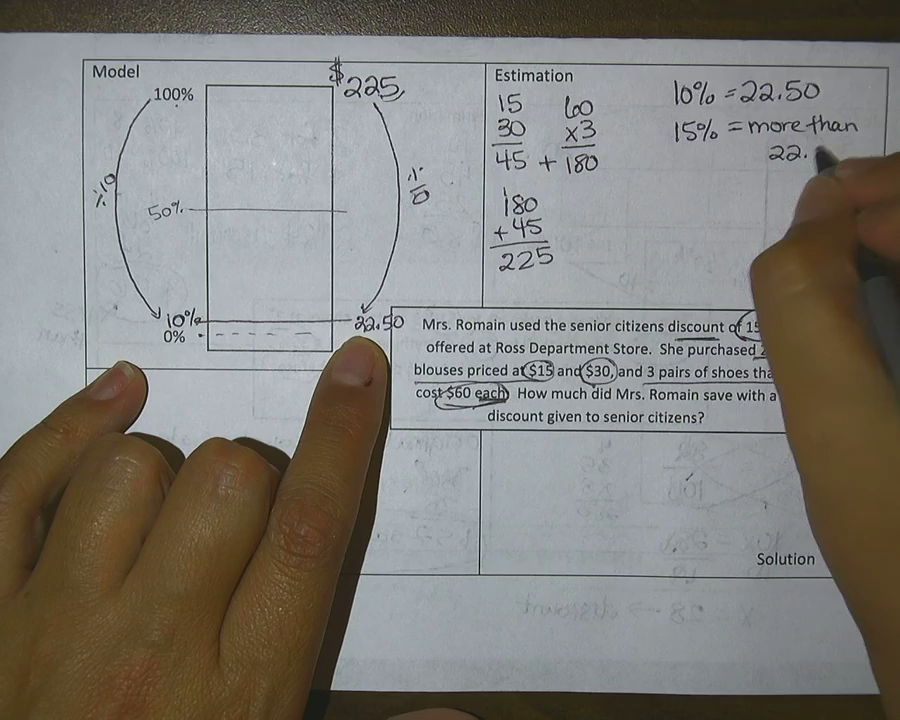 Model
$225
100%
÷10
÷10
50%
10%
22.50
0%
Estimation
15
30
45 +
60
x3
180
180
+45
225
10% = 22.50
15% = more than
22.
Mrs. Romain used the senior citizens discount of 15
offered at Ross Department Store. She purchased 2
blouses priced at $15 and $30, and 3 pairs of shoes tha
cost $60 each. How much did Mrs. Romain save with a
discount given to senior citizens?
Solution